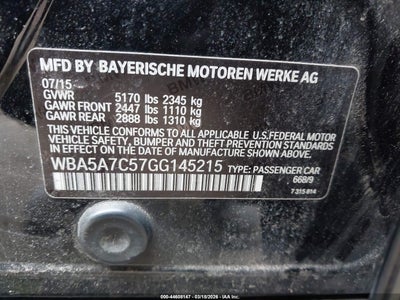 MFD BY BAYERISCHE MOTOREN WERKE AG
07/15
GVWR 5170 lbs 2345 kg
GAWR FRONT 2447 lbs 1110 kg
GAWR REAR 2888 lbs 1310 kg
THIS VEHICLE CONFORMS TO ALL APPLICABLE U.S.FEDERAL MOTOR
VEHICLE SAFETY, BUMPER, AND THEFT PREVENTION STANDARDS
IN EFFECT ON THE DATE OF MANUFACTURE SHOWN ABOVE.
WBA5A7C57GG145215 TYPE: PASSENGER CAR
668/9
7 315 814
000-44608147 - 03/18/2026 - IAA Inc.